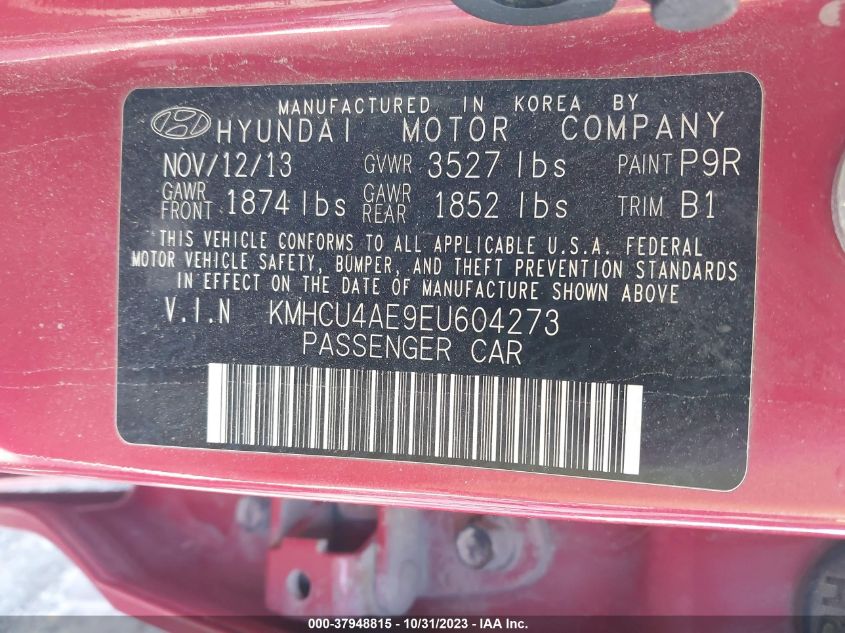 MANUFACTURED IN KOREA BY
HYUNDAI MOTOR COMPANY
NOV/12/13 GVWR 3527 lbs PAINT P9R
GAWR FRONT 1874 lbs GAWR REAR 1852 lbs TRIM B1
THIS VEHICLE CONFORMS TO ALL APPLICABLE U.S.A. FEDERAL
MOTOR VEHICLE SAFETY, BUMPER, AND THEFT PREVENTION STANDARDS
IN EFFECT ON THE DATE OF MANUFACTURE SHOWN ABOVE
V.I.N KMHCU4AE9EU604273
PASSENGER CAR
000-37948815 - 10/31/2023 - IAA Inc.